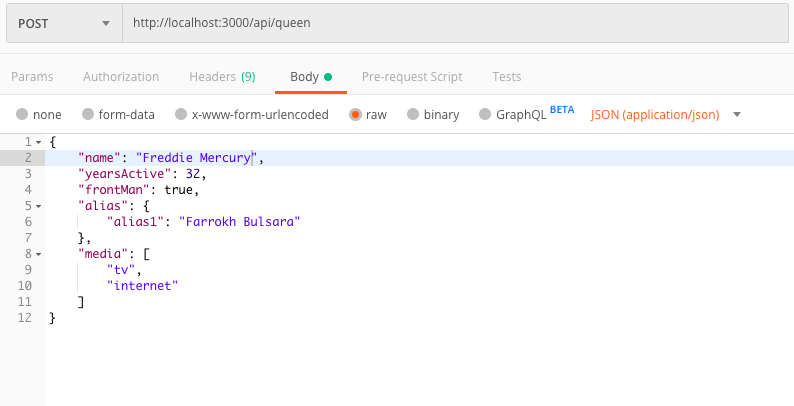 POST http://localhost:3000/api/queen
Params Authorization Headers (9) Body Pre-request Script Tests
none form-data x-www-form-urlencoded raw binary GraphQL BETA JSON (application/json)
1 {
2 "name": "Freddie Mercury",
3 "yearsActive": 32,
4 "frontMan": true,
5 "alias": {
6 "alias1": "Farrokh Bulsara"
7 },
8 "media": [
9 "tv",
10 "internet"
11 ]
12 }